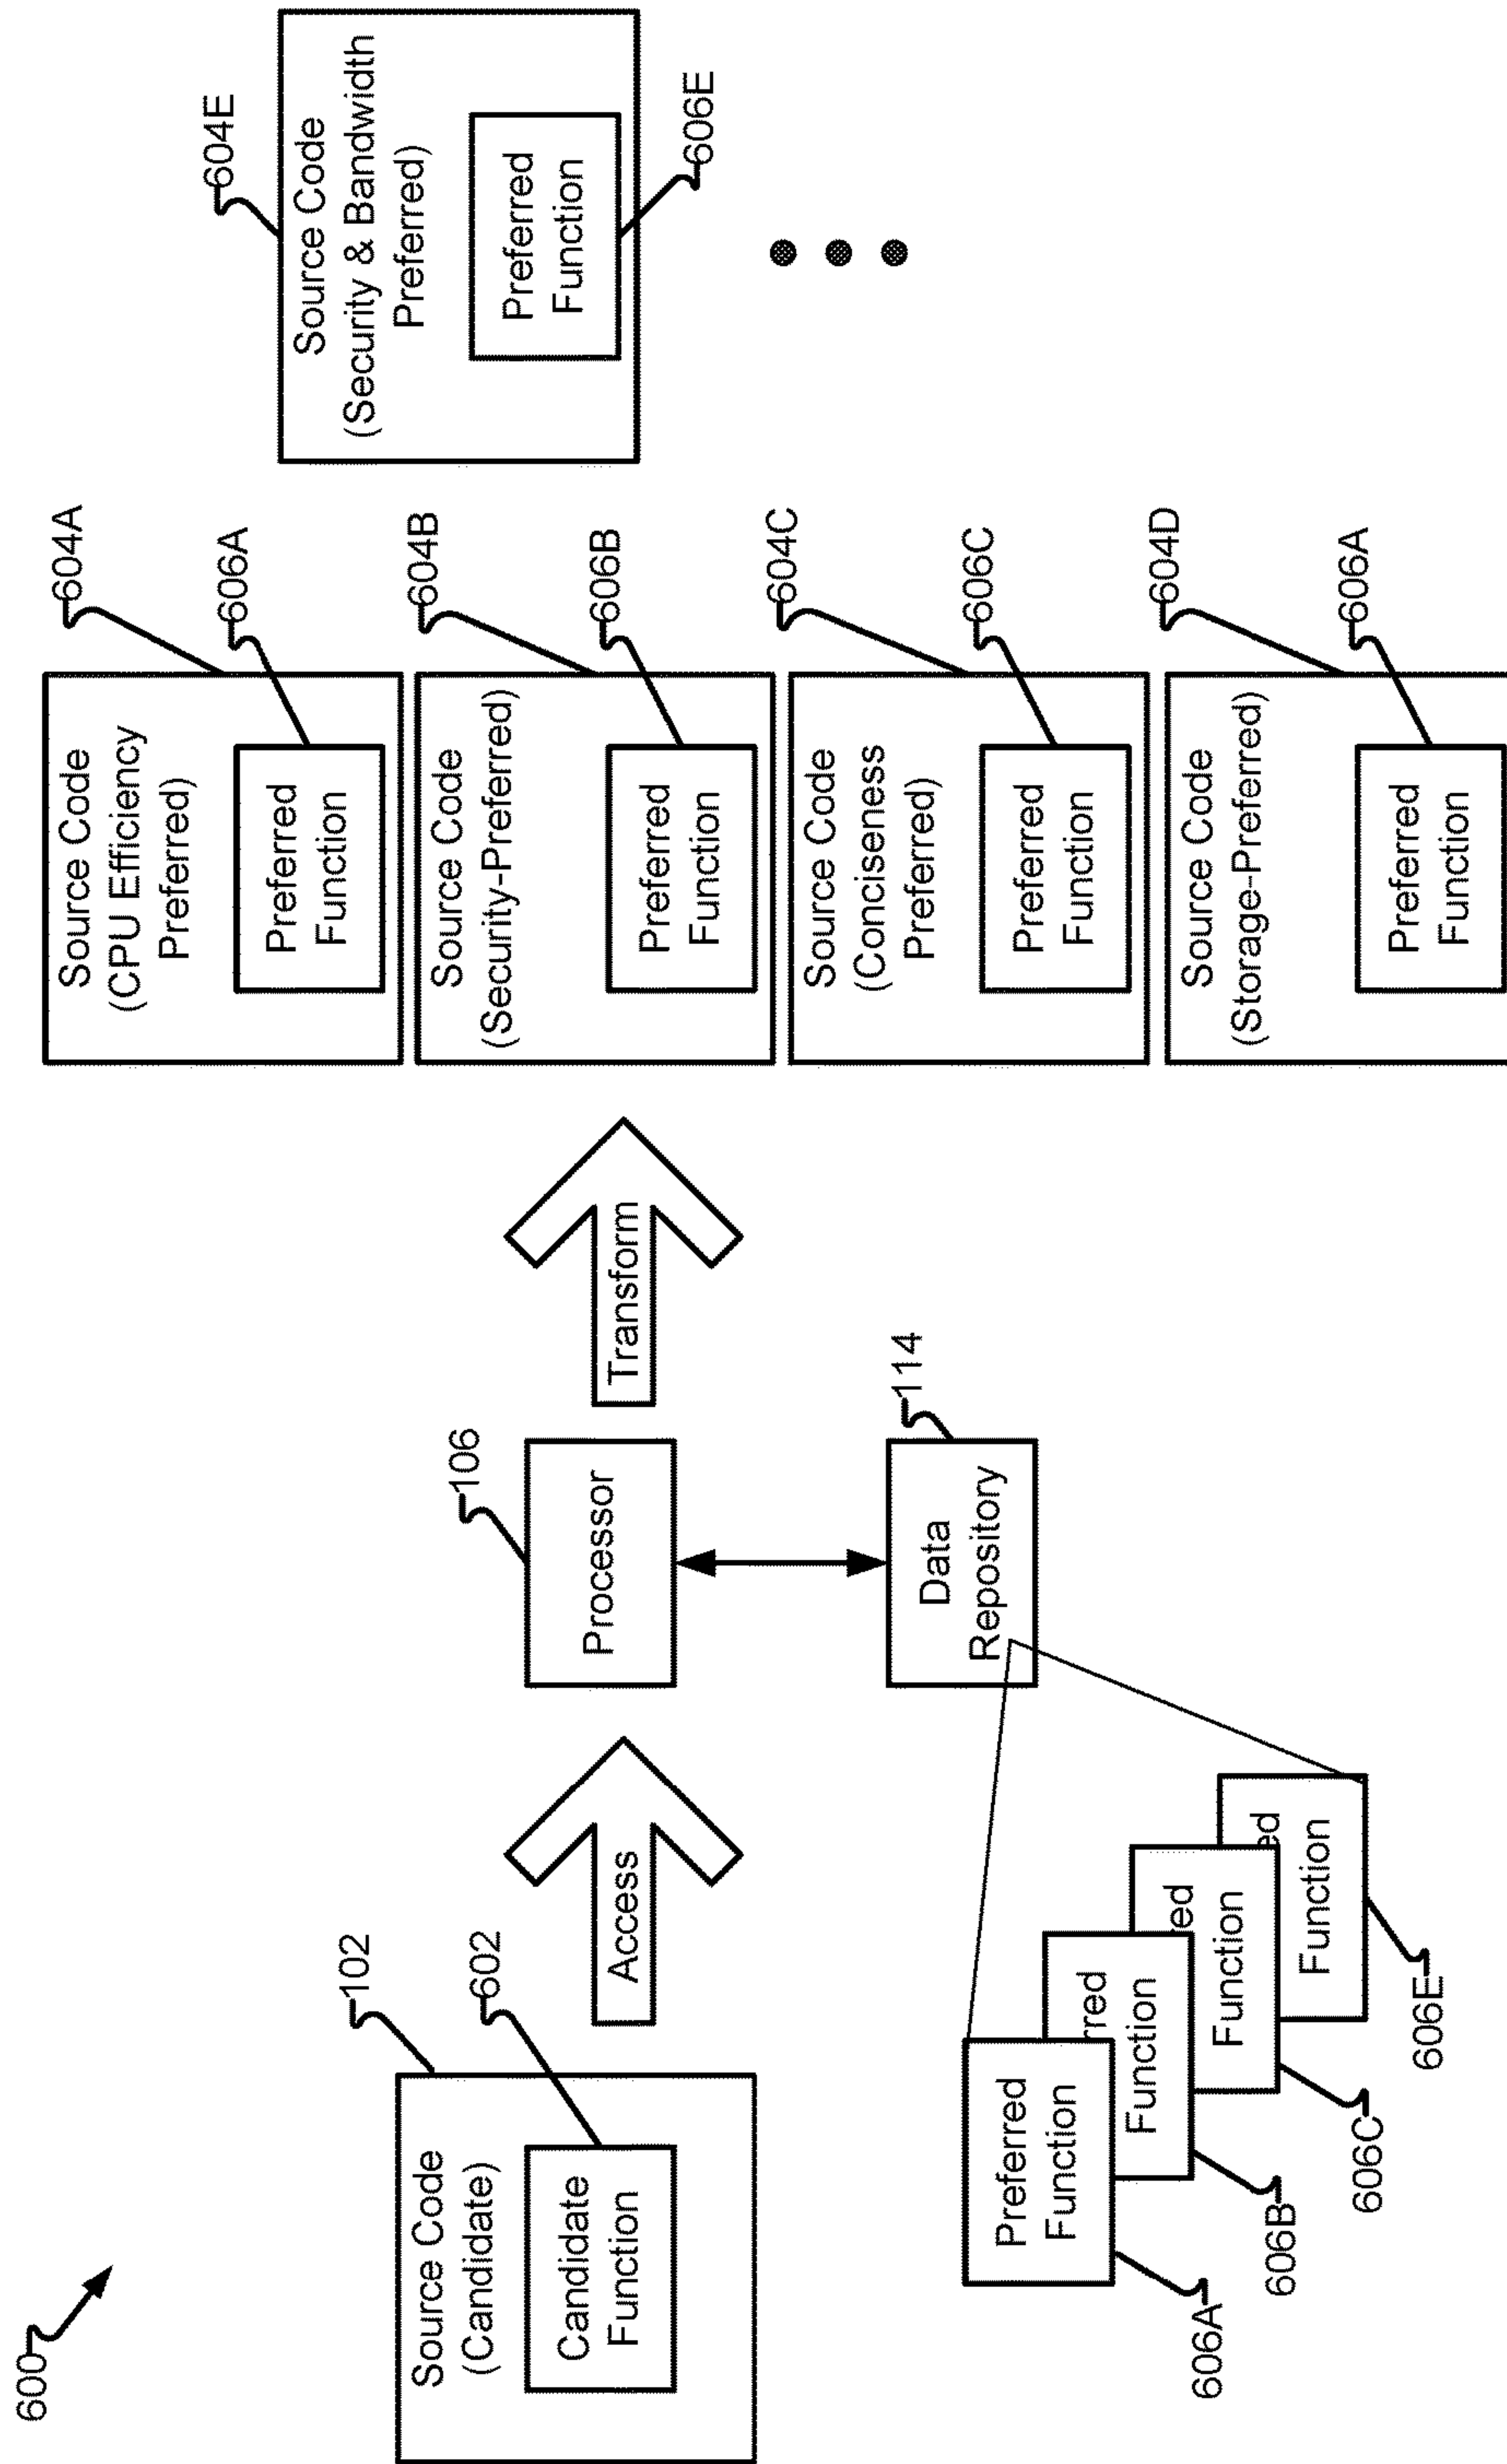 600
Source Code
(Candidate)
Candidate
Function
102
602
Access
Processor
106
Data
Repository
114
Preferred
Function
606A
rred
Function
606B
ed
Function
606C
ed
Function
606E
Transform
Source Code
(CPU Efficiency
Preferred)
Preferred
Function
604A
606A
Source Code
(Security-Preferred)
Preferred
Function
604B
606B
Source Code
(Conciseness
Preferred)
Preferred
Function
604C
606C
Source Code
(Storage-Preferred)
Preferred
Function
604D
606A
Source Code
(Security & Bandwidth
Preferred)
Preferred
Function
604E
606E